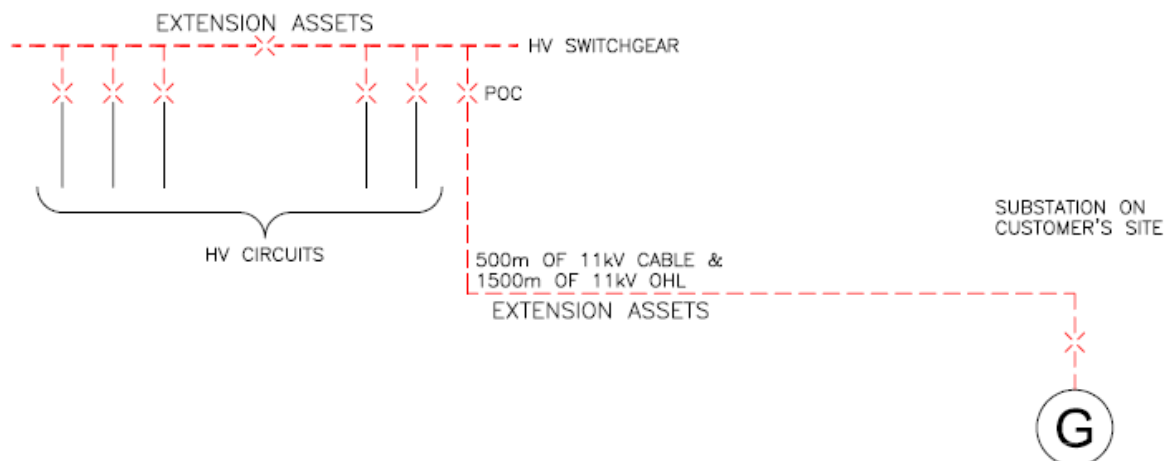 EXTENSION ASSETS
HV SWITCHGEAR
POC
HV CIRCUITS
SUBSTATION ON
CUSTOMER'S SITE
500m OF 11kV CABLE &
1500m OF 11kV OHL
EXTENSION ASSETS
G